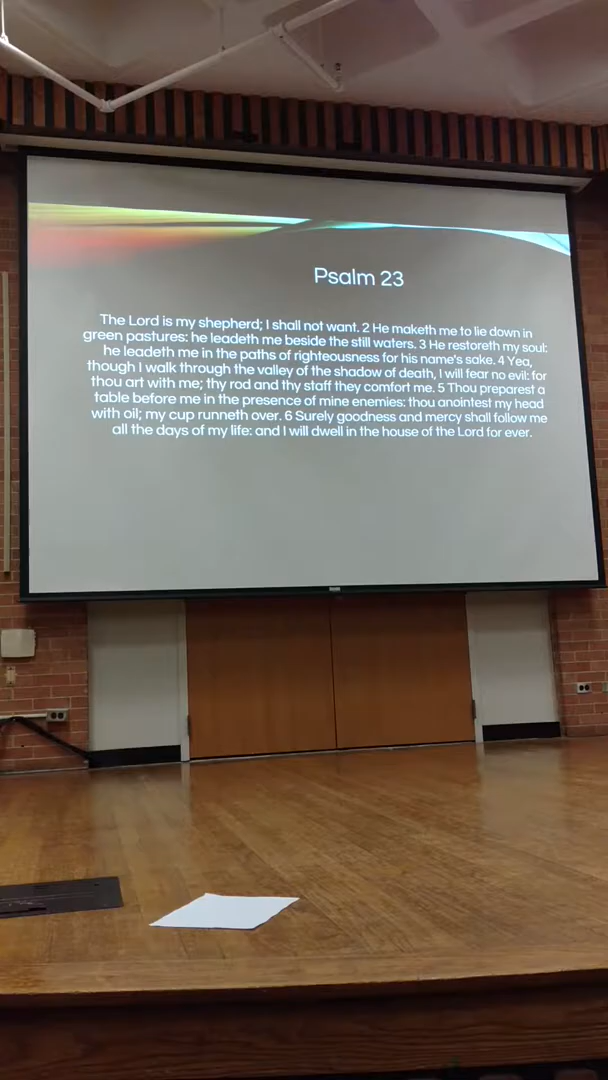 Psalm 23
The Lord is my shepherd; I shall not want. 2 He maketh me to lie down in
green pastures: he leadeth me beside the still waters. 3 He restoreth my soul:
he leadeth me in the paths of righteousness for his name's sake. 4 Yea,
though I walk through the valley of the shadow of death, I will fear no evil: for
thou art with me; thy rod and thy staff they comfort me. 5 Thou preparest a
table before me in the presence of mine enemies: thou anointest my head
with oil; my cup runneth over. 6 Surely goodness and mercy shall follow me
all the days of my life: and I will dwell in the house of the Lord for ever.